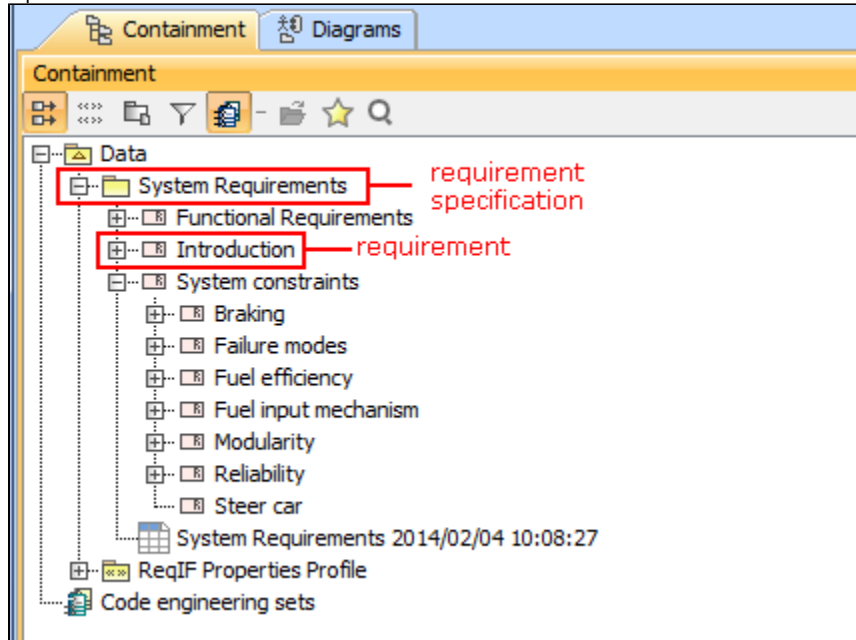 Containment Diagrams
Containment
Data
System Requirements
requirement
specification
Functional Requirements
Introduction
requirement
System constraints
Braking
Failure modes
Fuel efficiency
Fuel input mechanism
Modularity
Reliability
Steer car
System Requirements 2014/02/04 10:08:27
ReqIF Properties Profile
Code engineering sets